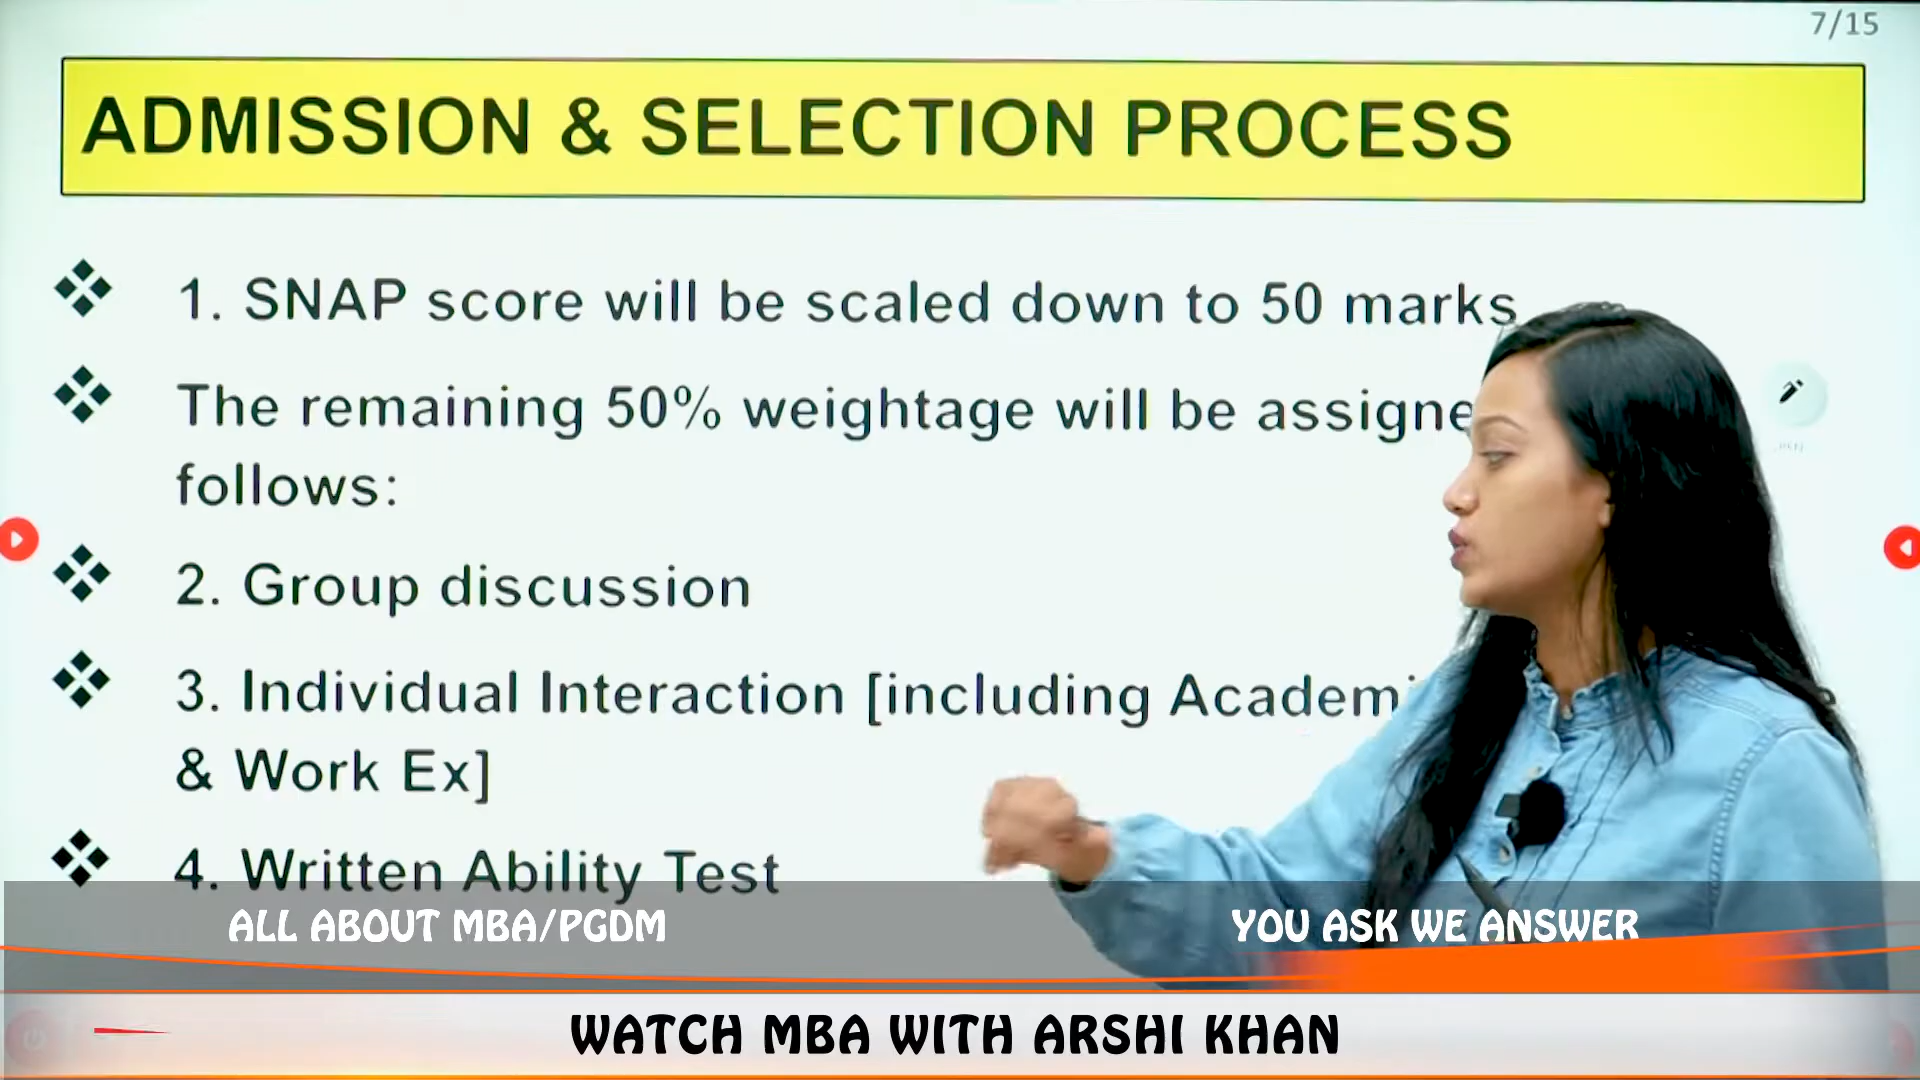 7/15
ADMISSION & SELECTION PROCESS
1. SNAP score will be scaled down to 50 marks
The remaining 50% weightage will be
follows:
2. Group discussion
3. Individual Interaction [including
& Work Ex]
4. Written Ability Test
ALL ABOUT MBA/PGDM
YOU ASK WE ANSWER
WATCH MBA WITH ARSHI KHAN